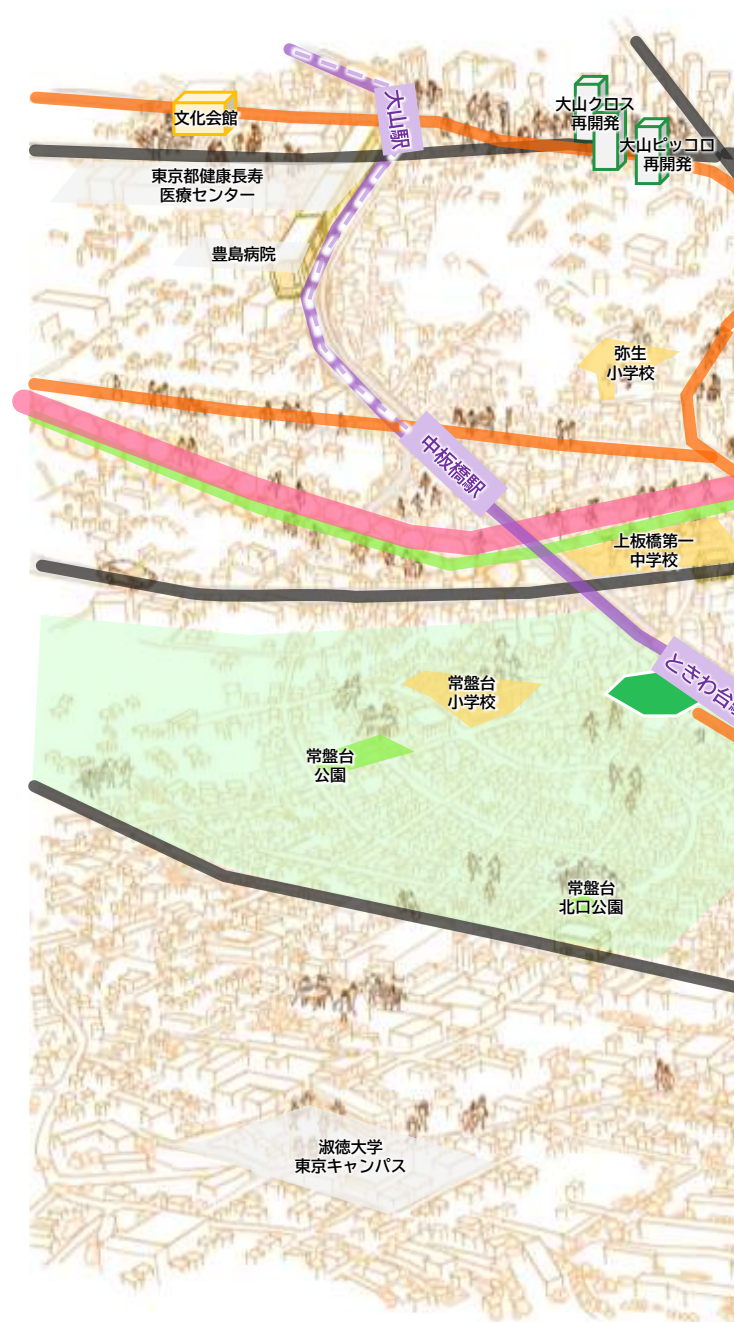 大山駅
文化会館
大山クロス
再開発
大山ピッコロ
再開発
東京都健康長寿
医療センター
豊島病院
弥生
小学校
中板橋駅
上板橋第一
中学校
ときわ台駅
常盤台
小学校
常盤台
公園
常盤台
北口公園
淑徳大学
東京キャンパス